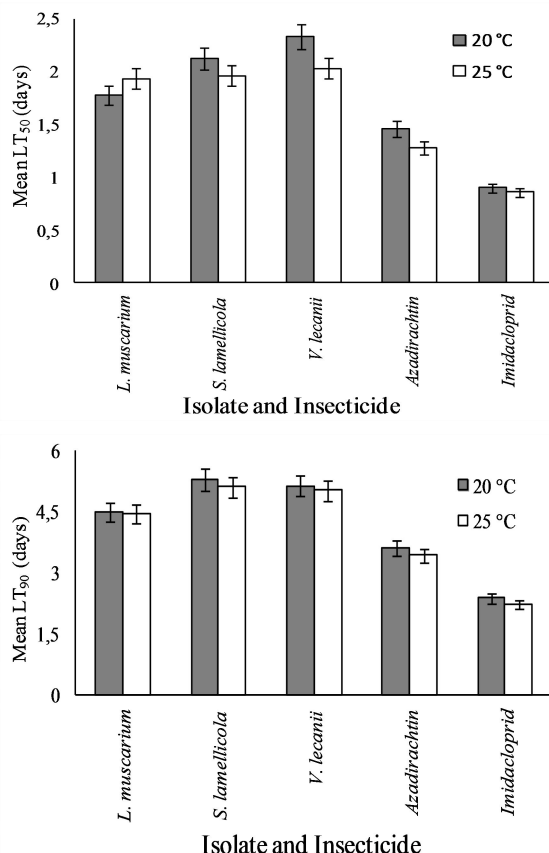 2,5
2
1,5
1
0,5
0
Mean LT50 (days)
20 °C
25 °C
L. muscarium
S. lamellicola
V. lecanii
Azadirachtin
Imidacloprid
Isolate and Insecticide
6
4,5
3
1,5
0
Mean LT90 (days)
20 °C
25 °C
L. muscarium
S. lamellicola
V. lecanii
Azadirachtin
Imidacloprid
Isolate and Insecticide